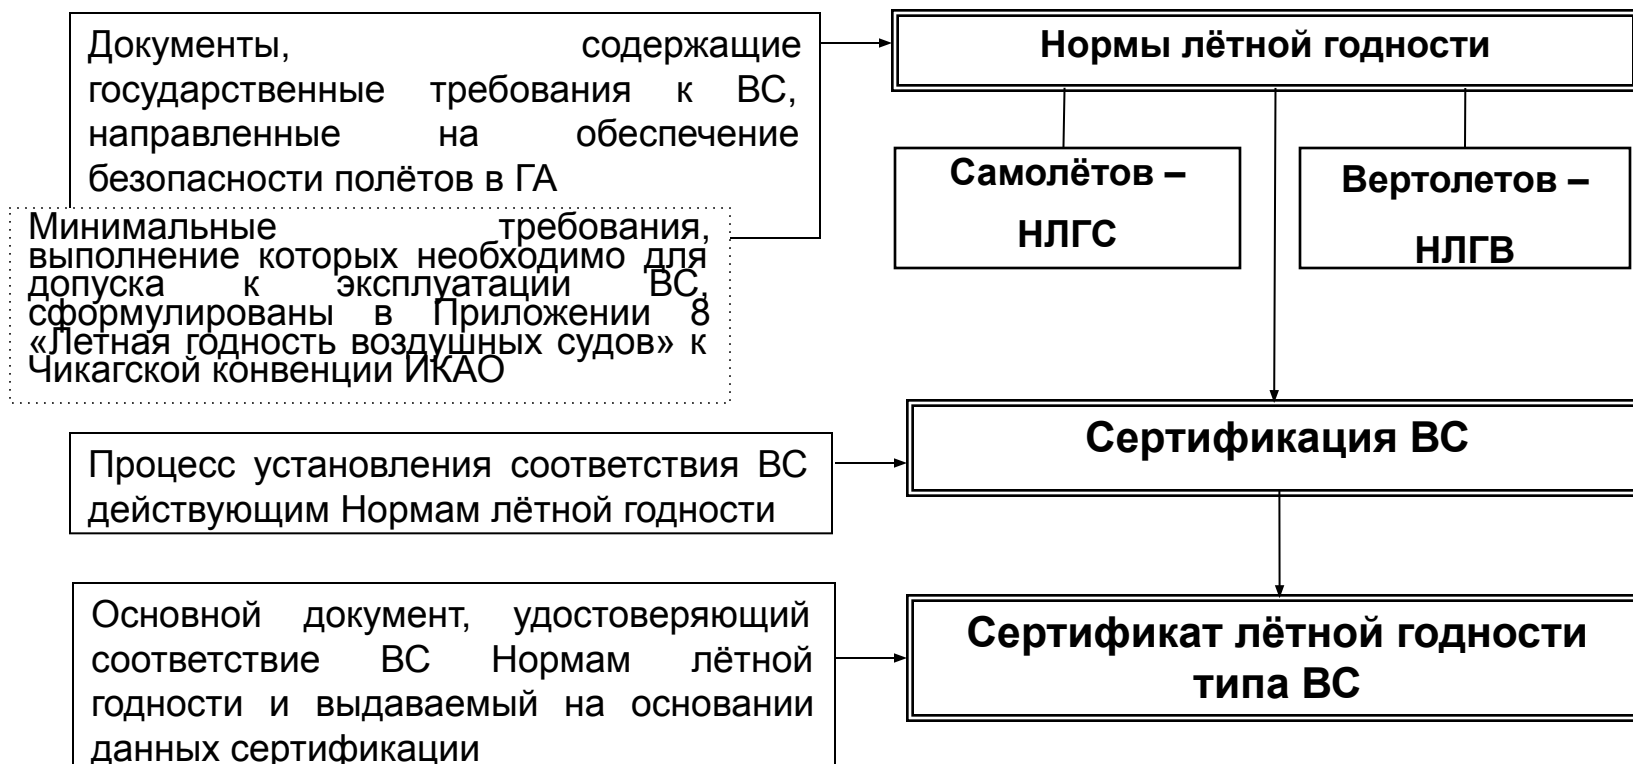 Документы, содержащие
государственные требования к ВС,
направленные на обеспечение
безопасности полётов в ГА
Нормы лётной годности
Самолётов –
НЛГС
Вертолетов –
НЛГВ
Минимальные требования,
выполнение которых необходимо для
допуска к эксплуатации ВС,
сформулированы в Приложении 8
«Летная годность воздушных судов» к
Чикагской конвенции ИКАО
Процесс установления соответствия ВС
действующим Нормам лётной годности
Сертификация ВС
Основной документ, удостоверяющий
соответствие ВС Нормам лётной
годности и выдаваемый на основании
данных сертификации
Сертификат лётной годности
типа ВС